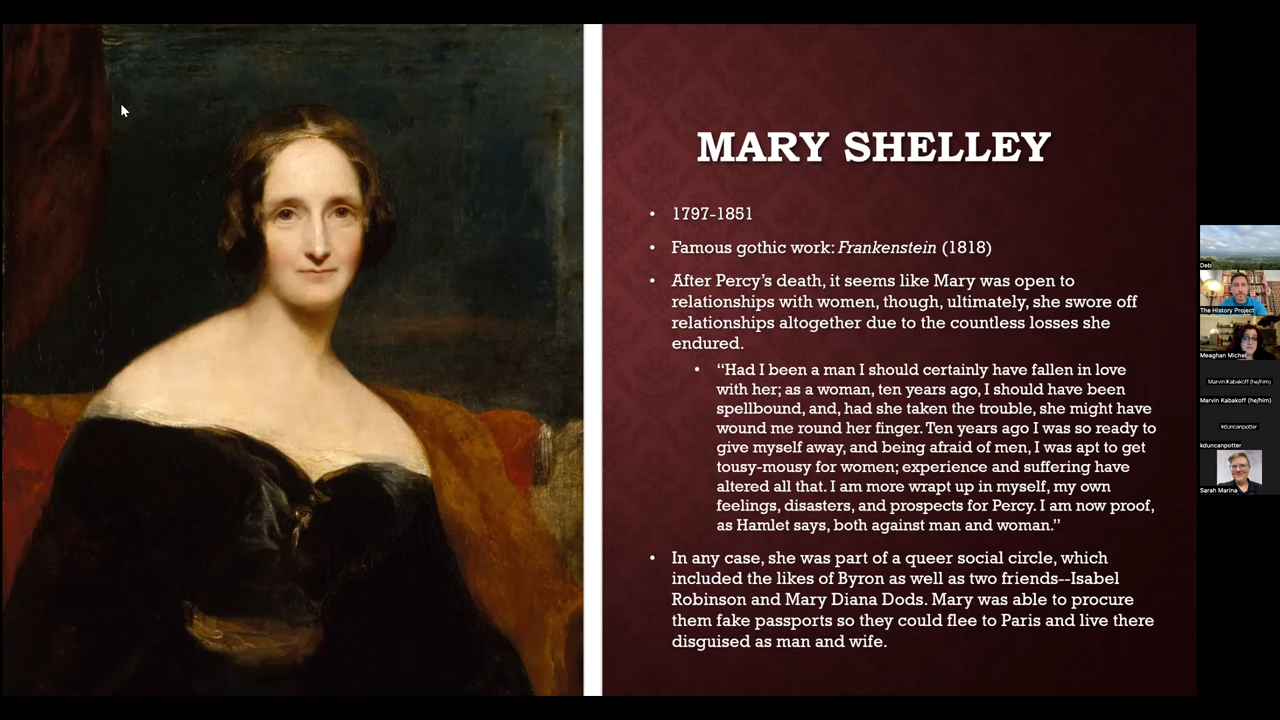 MARY SHELLEY
• 1797-1851
• Famous gothic work: Frankenstein (1818)
• After Percy’s death, it seems like Mary was open to
relationships with women, though, ultimately, she swore off
relationships altogether due to the countless losses she
endured.
• “Had I been a man I should certainly have fallen in love
with her; as a woman, ten years ago, I should have been
spellbound, and, had she taken the trouble, she might have
wound me round her finger. Ten years ago I was so ready to
give myself away, and being afraid of men, I was apt to get
tousy-mousy for women; experience and suffering have
altered all that. I am more wrapt up in myself, my own
feelings, disasters, and prospects for Percy. I am now proof,
as Hamlet says, both against man and woman.”
• In any case, she was part of a queer social circle, which
included the likes of Byron as well as two friends--Isabel
Robinson and Mary Diana Dods. Mary was able to procure
them fake passports so they could flee to Paris and live there
disguised as man and wife.
Deb
The History Project
Meaghan Michel
Marvin Kabakoff (he/him)
Marvin Kabakoff (he/him)
kduncanpotter
kduncanpotter
Sarah Marina